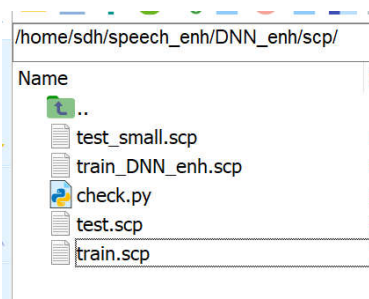 /home/sdh/speech_enh/DNN_enh/scp/
Name
..
test_small.scp
train_DNN_enh.scp
check.py
test.scp
train.scp